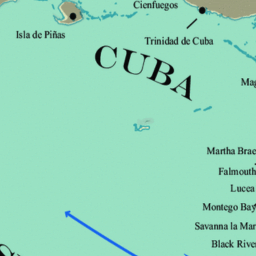 Cienfuegos
Isla de Piñas
Trinidad de Cuba
CUBA
Mag
Martha Brae
Falmouth
Lucea
Montego Bay
Savanna la Mar
Black River